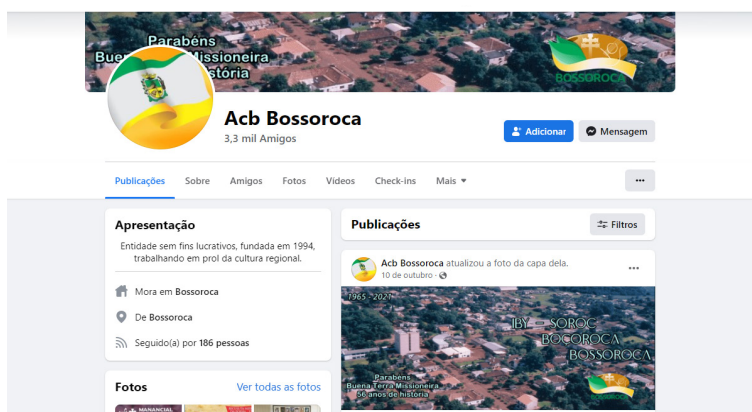 Parabéns
Buena Terra Missioneira
história
BOSSOROCA
Acb Bossoroca
3,3 mil Amigos
Adicionar
Mensagem
Publicações Sobre Amigos Fotos Vídeos Check-ins Mais
Apresentação
Entidade sem fins lucrativos, fundada em 1994,
trabalhando em prol da cultura regional.
Mora em Bossoroca
De Bossoroca
Seguido(a) por 186 pessoas
Fotos Ver todas as fotos
MANANCIAL
Publicações
Filtros
Acb Bossoroca atualizou a foto da capa dela.
10 de outubro ·
1965 - 2021
IBY - SOROC
BOÇOROCA
BOSSOROCA
Parabéns
Buena Terra Missioneira
56 anos de história